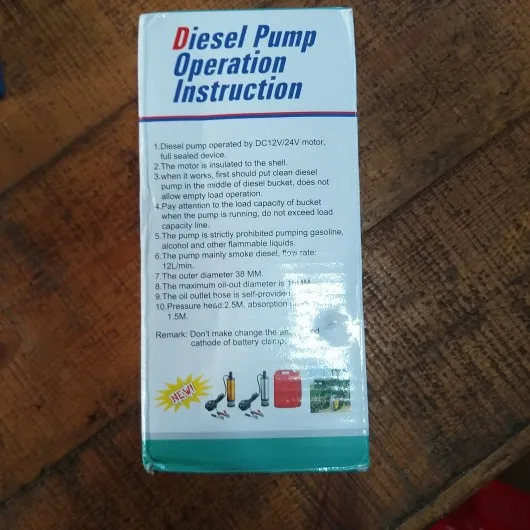 Diesel Pump
Operation
Instruction
1.Diesel pump operated by DC12V/24V motor,
full sealed device.
2.The motor is insulated to the shell.
3.when it works, first should put clean diesel
pump in the middle of diesel bucket, does not
allow empty load operation.
4.Pay attention to the load capacity of bucket
when the pump is running, do not exceed load
capacity line.
5.The pump is strictly prohibited pumping gasoline,
alcohol and other flammable liquids.
6.The pump mainly smoke diesel, flow rate:
12L/min.
7.The outer diameter 38 MM.
8.The maximum oil-out diameter is
9.The oil outlet hose is self-provided.
10.Pressure head:2.5M, absorption
1.5M.
Remark: Don't make change the
cathode of battery clamp.
NEW!